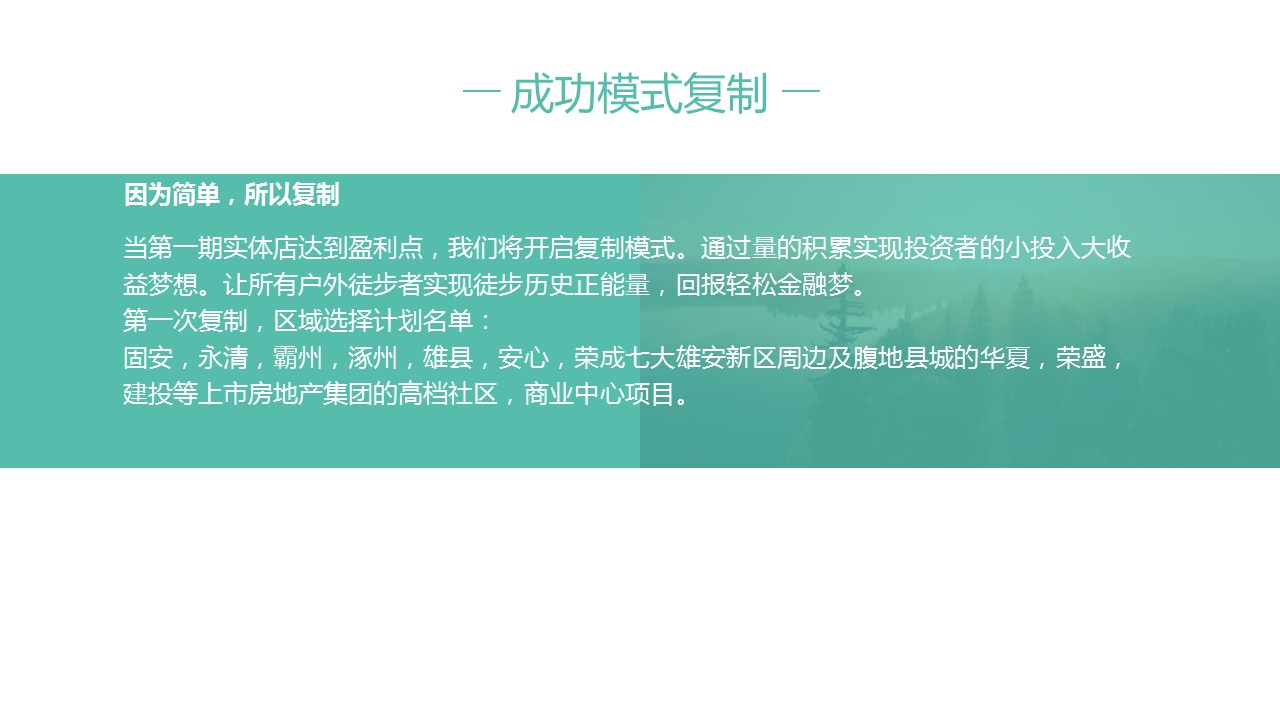 成功模式复制
因为简单，所以复制
当第一期实体店达到盈利点，我们将开启复制模式。通过量的积累实现投资者的小投入大收
益梦想。让所有户外徒步者实现徒步历史正能量，回报轻松金融梦。
第一次复制，区域选择计划名单：
固安，永清，霸州，涿州，雄县，安心，荣成七大雄安新区周边及腹地县城的华夏，荣盛，
建投等上市房地产集团的高档社区，商业中心项目。